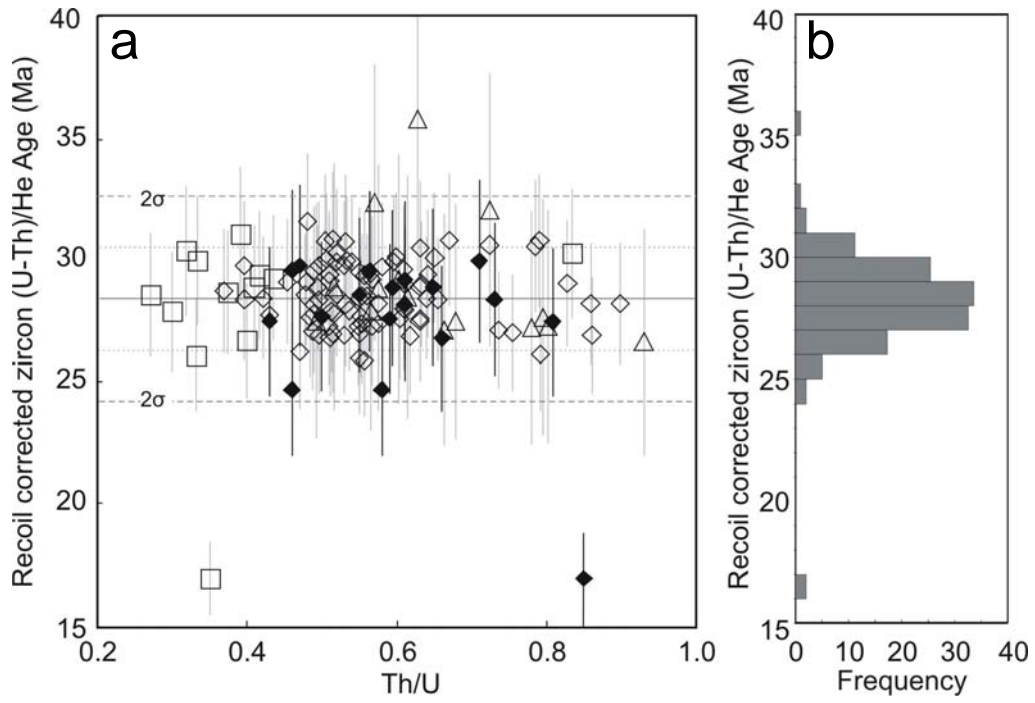 a
Recoil corrected zircon (U-Th)/He Age (Ma)
40
35
30
25
20
15
2σ
2σ
0.2
0.4
0.6
0.8
1.0
Th/U
b
Recoil corrected zircon (U-Th)/He Age (Ma)
40
35
30
25
20
15
0
10
20
30
40
Frequency